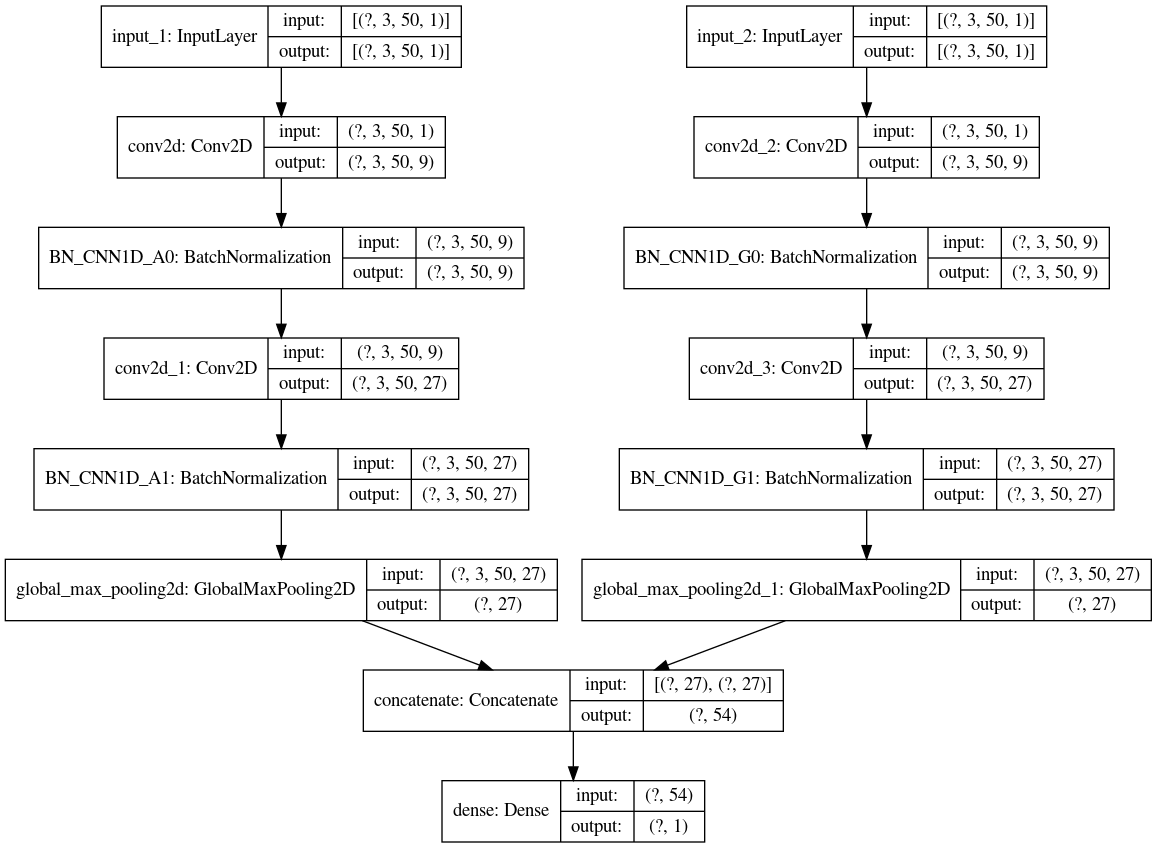 input_1: InputLayer
input: [(?, 3, 50, 1)]
output: [(?, 3, 50, 1)]
input_2: InputLayer
input: [(?, 3, 50, 1)]
output: [(?, 3, 50, 1)]
conv2d: Conv2D
input: (?, 3, 50, 1)
output: (?, 3, 50, 9)
conv2d_2: Conv2D
input: (?, 3, 50, 1)
output: (?, 3, 50, 9)
BN_CNN1D_A0: BatchNormalization
input: (?, 3, 50, 9)
output: (?, 3, 50, 9)
BN_CNN1D_G0: BatchNormalization
input: (?, 3, 50, 9)
output: (?, 3, 50, 9)
conv2d_1: Conv2D
input: (?, 3, 50, 9)
output: (?, 3, 50, 27)
conv2d_3: Conv2D
input: (?, 3, 50, 9)
output: (?, 3, 50, 27)
BN_CNN1D_A1: BatchNormalization
input: (?, 3, 50, 27)
output: (?, 3, 50, 27)
BN_CNN1D_G1: BatchNormalization
input: (?, 3, 50, 27)
output: (?, 3, 50, 27)
global_max_pooling2d: GlobalMaxPooling2D
input: (?, 3, 50, 27)
output: (?, 27)
global_max_pooling2d_1: GlobalMaxPooling2D
input: (?, 3, 50, 27)
output: (?, 27)
concatenate: Concatenate
input: [(?, 27), (?, 27)]
output: (?, 54)
dense: Dense
input: (?, 54)
output: (?, 1)